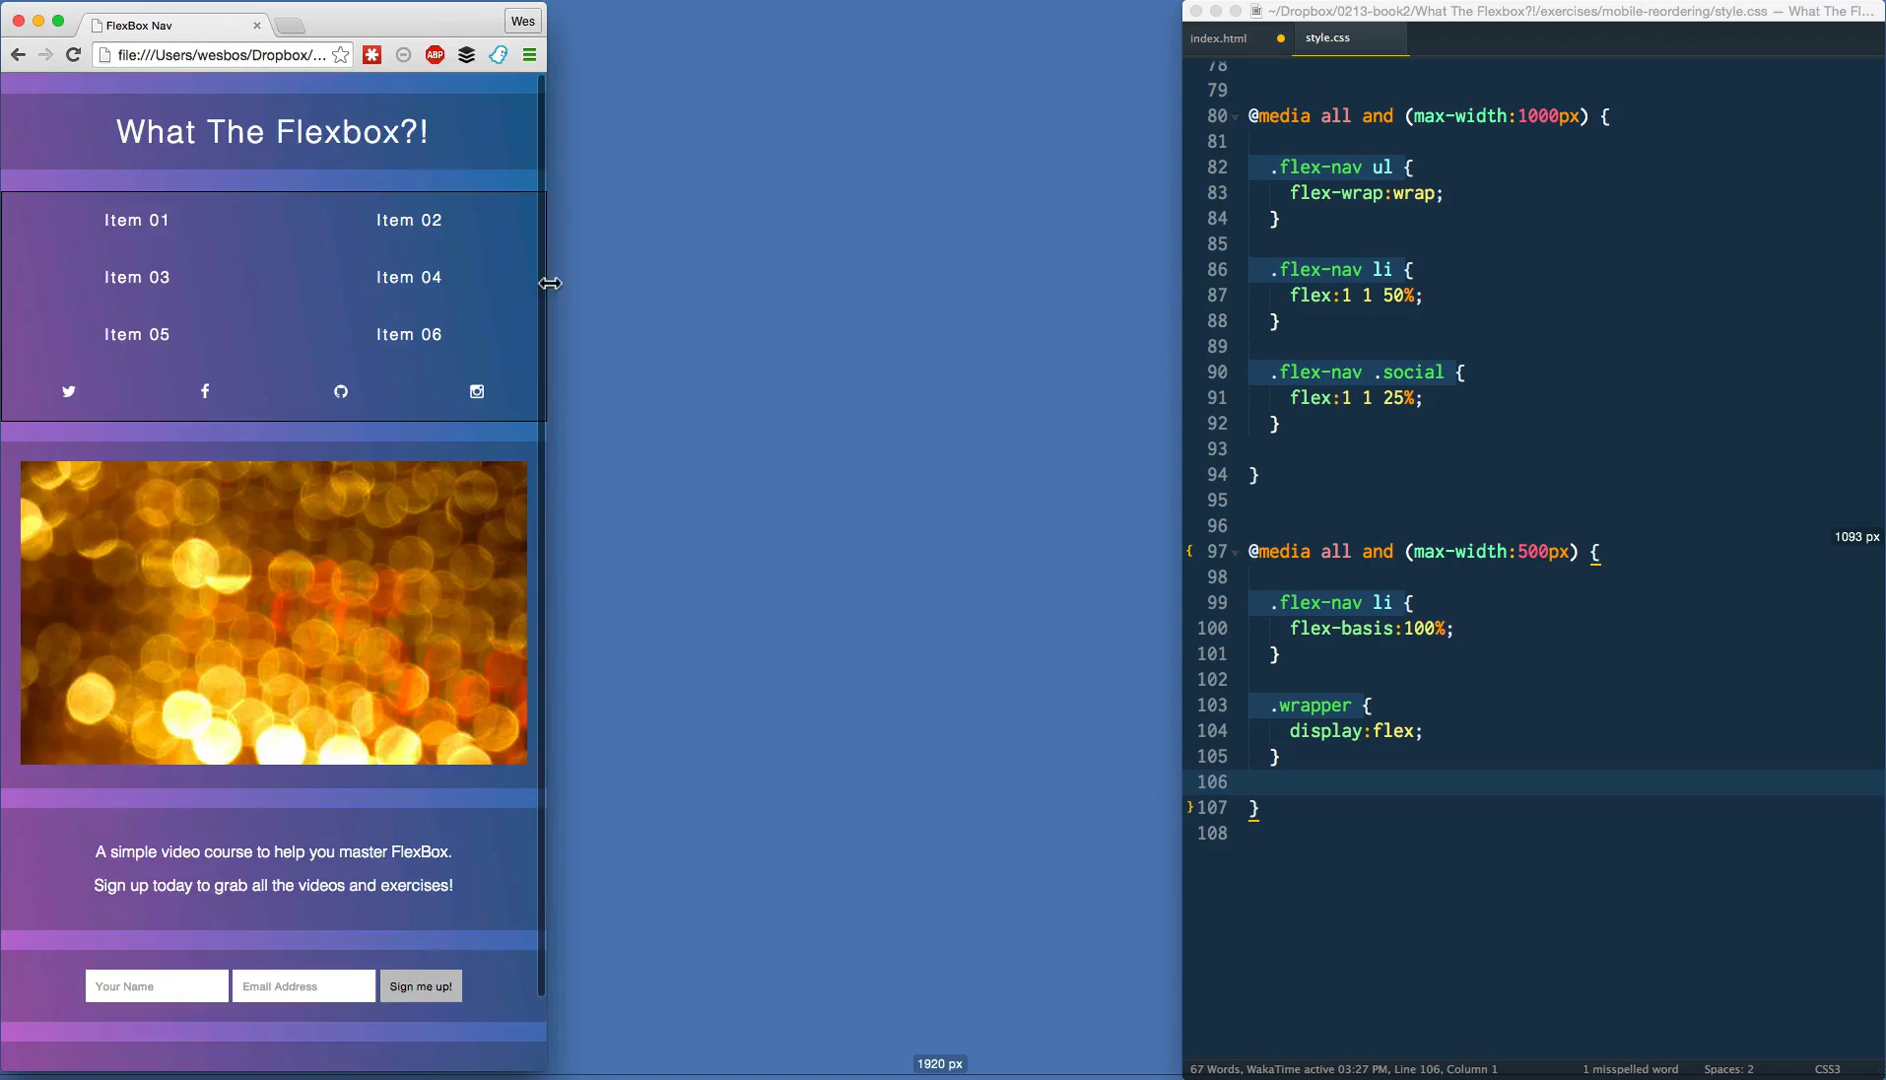 FlexBox Nav
Wes
file:///Users/wesbos/Dropbox/...
ABP
What The Flexbox?!
Item 01
Item 02
Item 03
Item 04
Item 05
Item 06
A simple video course to help you master FlexBox.
Sign up today to grab all the videos and exercises!
Your Name
Email Address
Sign me up!
1920 px
~/Dropbox/0213-book2/What The Flexbox?!/exercises/mobile-reordering/style.css — What The Fl...
index.html
style.css
78
79
80 @media all and (max-width:1000px) {
81
82 .flex-nav ul {
83 flex-wrap:wrap;
84 }
85
86 .flex-nav li {
87 flex:1 1 50%;
88 }
89
90 .flex-nav .social {
91 flex:1 1 25%;
92 }
93
94 }
95
96
1093 px
{ 97 @media all and (max-width:500px) {
98
99 .flex-nav li {
100 flex-basis:100%;
101 }
102
103 .wrapper {
104 display:flex;
105 }
106
} 107 }
108
67 Words, WakaTime active 03:27 PM, Line 106, Column 1
1 misspelled word
Spaces: 2
CSS3